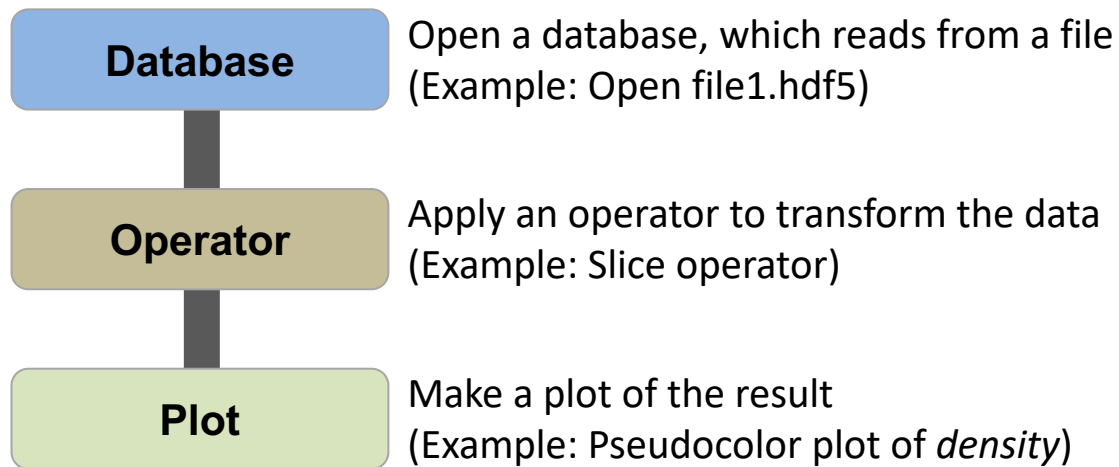 Database
Open a database, which reads from a file
(Example: Open file1.hdf5)
Operator
Apply an operator to transform the data
(Example: Slice operator)
Plot
Make a plot of the result
(Example: Pseudocolor plot of density)